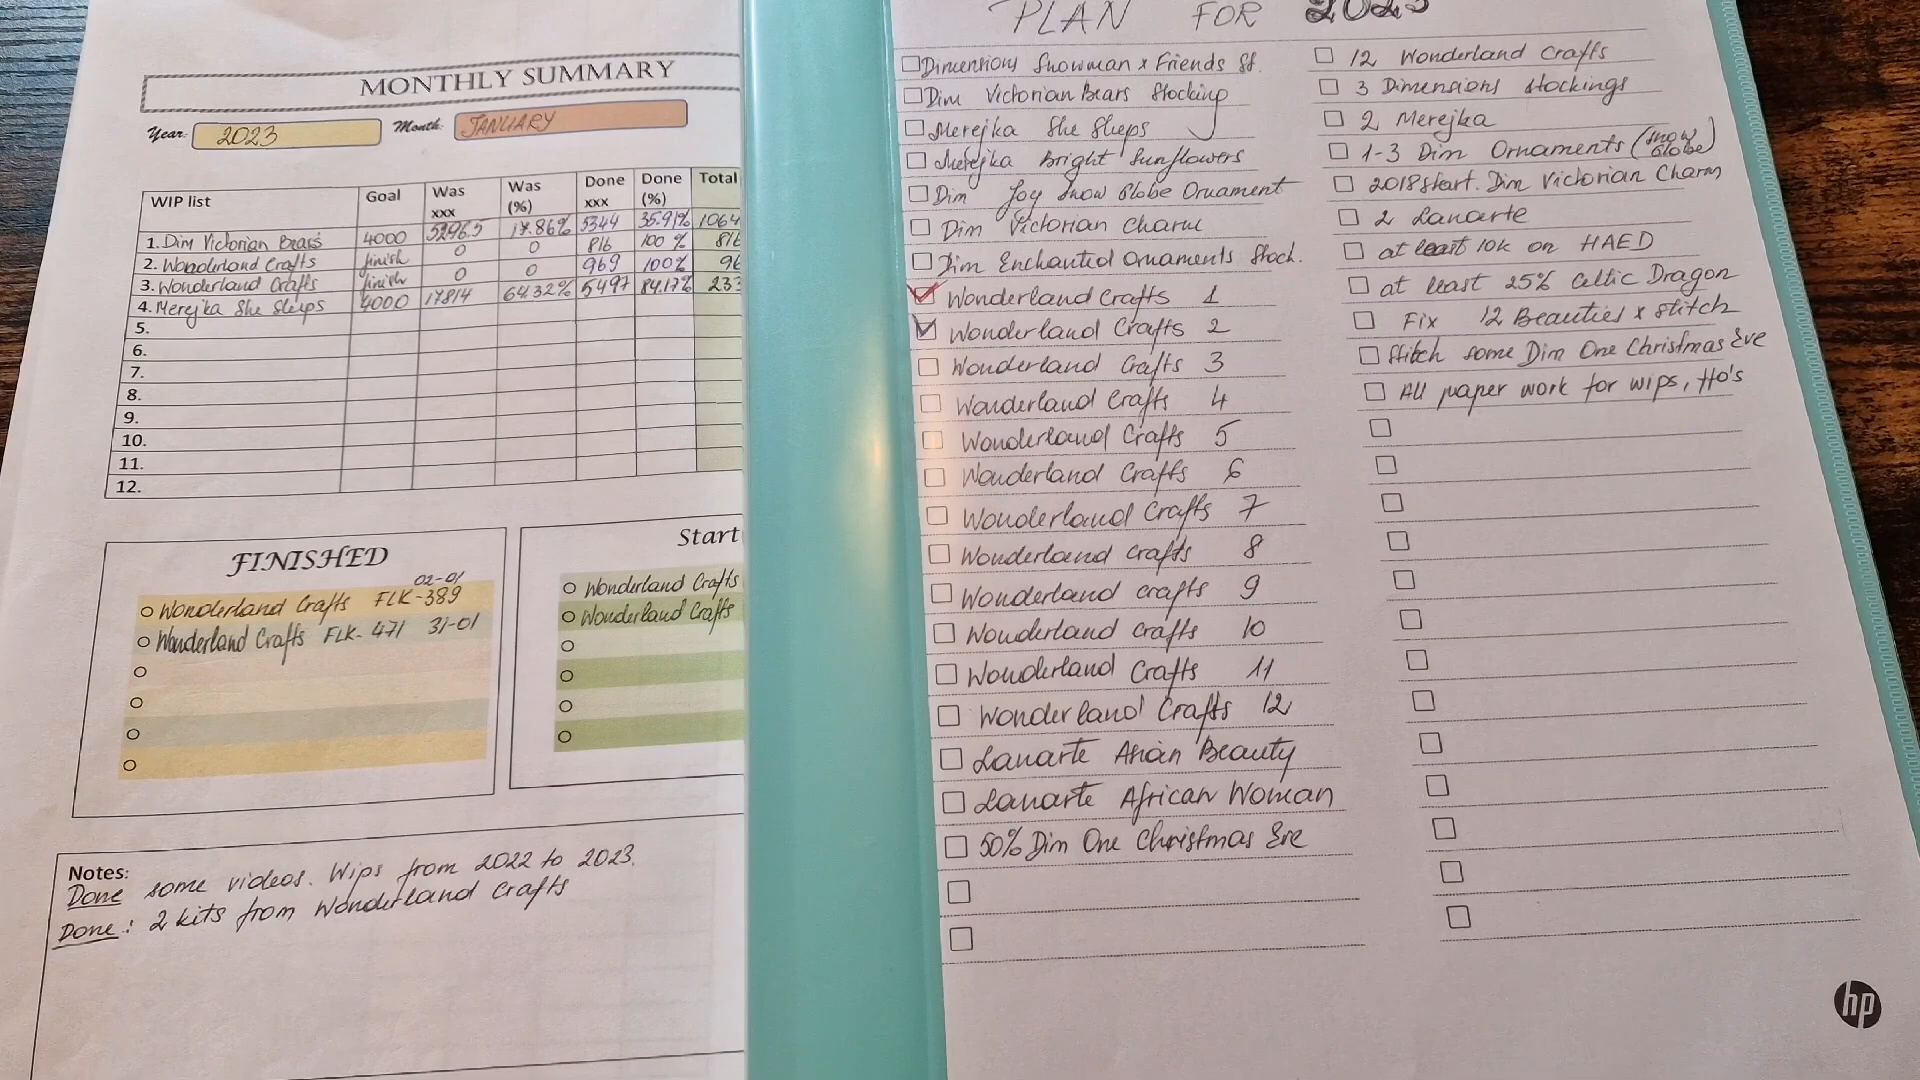 MONTHLY SUMMARY
Year: 2023 Month: JANUARY
WIP list Goal Was xxx Was (%) Done xxx Done (%) Total
1. Dim Victorian Bears 4000 5296.5 17.86% 5344 35.91% 1064
2. Wonderland Crafts finish 0 0 816 100% 816
3. Wonderland Crafts finish 0 0 969 100% 96
4. Merejka She Sleeps 4000 17814 64.32% 5497 84.17% 233
5.
6.
7.
8.
9.
10.
11.
12.
FINISHED
02-01
Wonderland Crafts FLK-389
Wonderland Crafts FLK-471 31-01
Start
Wonderland Crafts
Wonderland Crafts
Notes:
Done some videos. Wips from 2022 to 2023.
Done: 2 kits from Wonderland Crafts
PLAN FOR 2023
Dimensions Snowman & Friends St.
Dim Victorian Bears Stocking
Merejka She Sleeps
Merejka Bright Sunflowers
Dim Joy Snow Globe Ornament
Dim Victorian Charm
Dim Enchanted Ornaments Stock.
Wonderland Crafts 1
Wonderland Crafts 2
Wonderland Crafts 3
Wonderland Crafts 4
Wonderland Crafts 5
Wonderland Crafts 6
Wonderland Crafts 7
Wonderland Crafts 8
Wonderland Crafts 9
Wonderland Crafts 10
Wonderland Crafts 11
Wonderland Crafts 12
Lanarte Asian Beauty
Lanarte African Woman
50% Dim One Christmas Eve
12 Wonderland Crafts
3 Dimensions Stockings
2 Merejka
1-3 Dim Ornaments (Snow Globe)
2018 start. Dim Victorian Charm
2 Lanarte
at least 10k on HAED
at least 25% Celtic Dragon
Fix 12 Beauties & stitch
Stitch some Dim One Christmas Eve
All paper work for wips, Ho's
hp